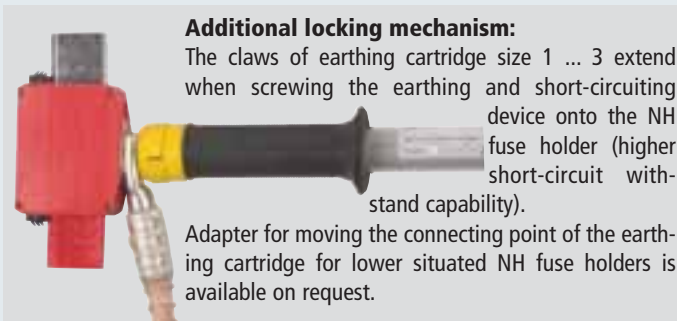 Additional locking mechanism:
The claws of earthing cartridge size 1 ... 3 extend
when screwing the earthing and short-circuiting
device onto the NH
fuse holder (higher
short-circuit with-
stand capability).
Adapter for moving the connecting point of the earth-
ing cartridge for lower situated NH fuse holders is
available on request.